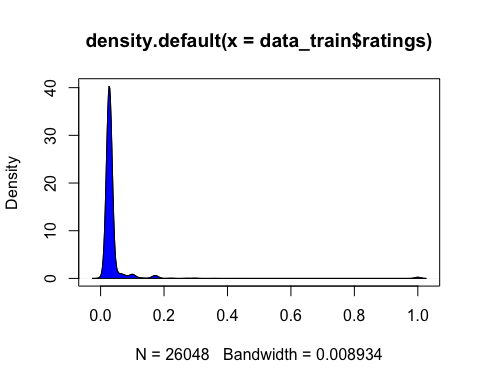 density.default(x = data_train$ratings)
Density
40
30
20
10
0
0.0 0.2 0.4 0.6 0.8 1.0
N = 26048 Bandwidth = 0.008934